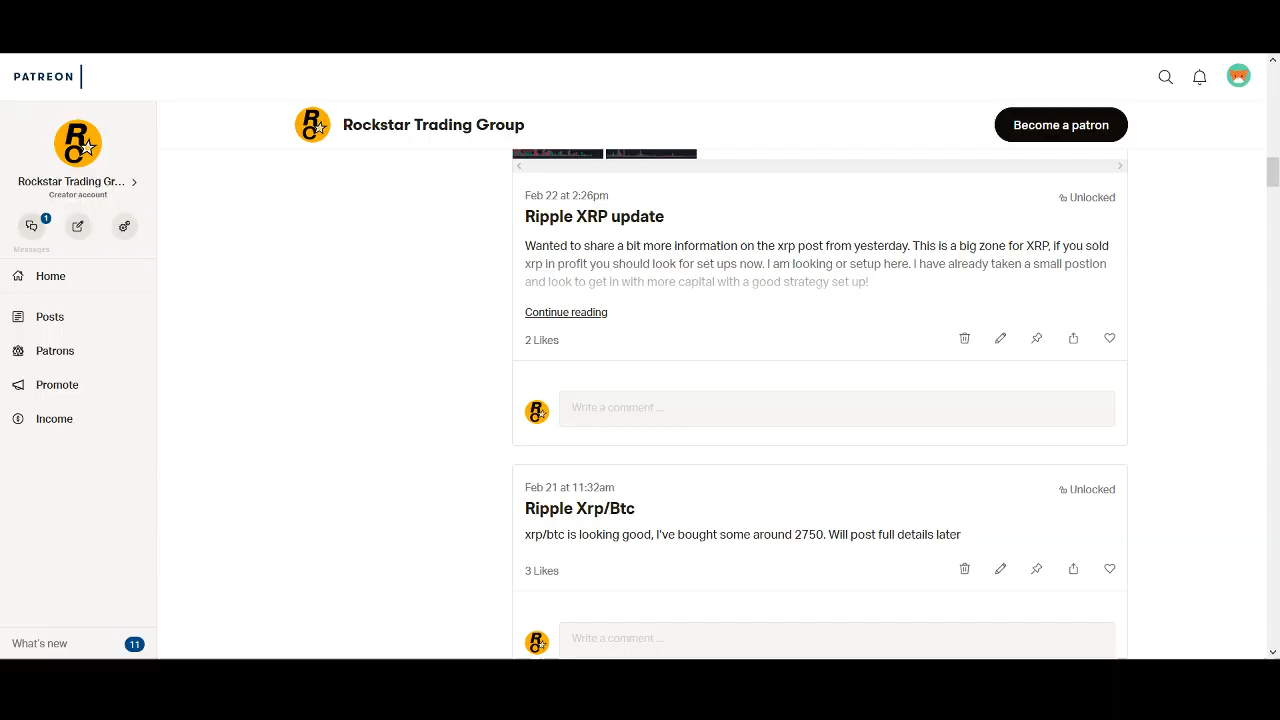 PATREON
Rockstar Trading Group
Become a patron
Rockstar Trading Gr...
Creator account
1
Messages
Home
Posts
Patrons
Promote
Income
What's new
11
Feb 22 at 2:26pm
Unlocked
Ripple XRP update
Wanted to share a bit more information on the xrp post from yesterday. This is a big zone for XRP, if you sold
xrp in profit you should look for set ups now. I am looking or setup here. I have already taken a small postion
and look to get in with more capital with a good strategy set up!
Continue reading
2 Likes
Write a comment ...
Feb 21 at 11:32am
Unlocked
Ripple Xrp/Btc
xrp/btc is looking good, I've bought some around 2750. Will post full details later
3 Likes
Write a comment ...